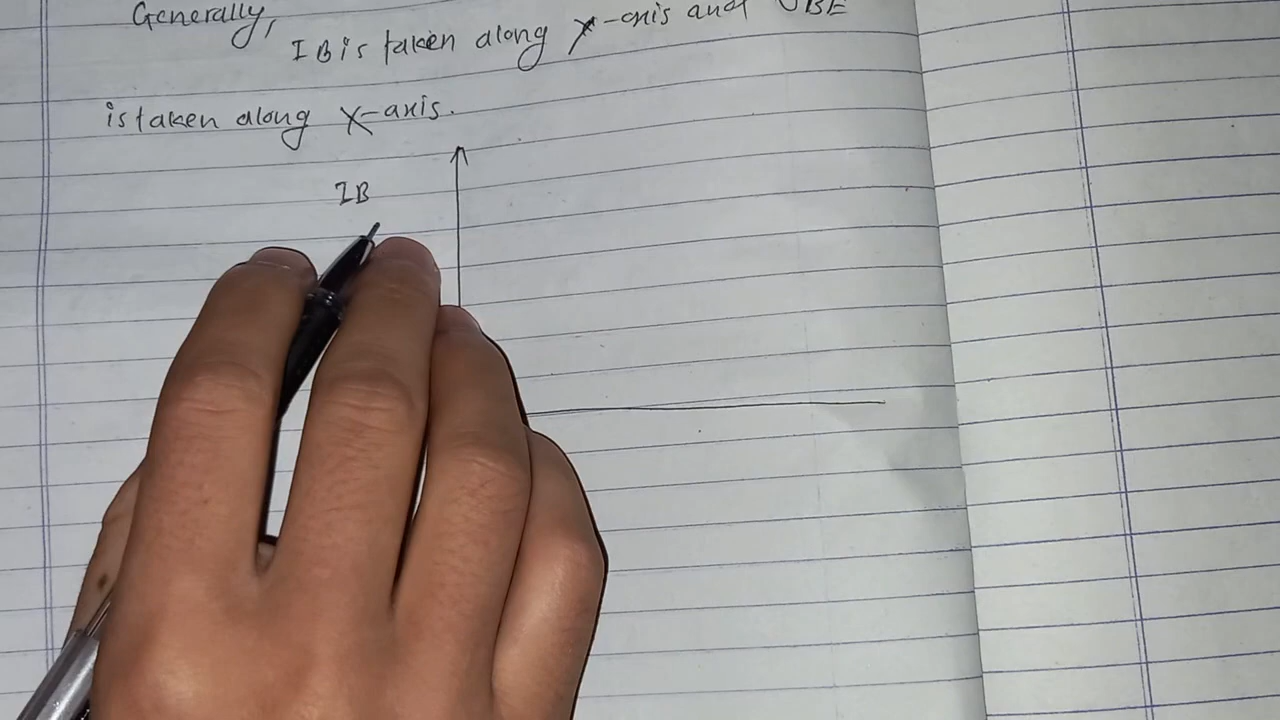 Generally,
IB is taken along Y-axis and VBE
is taken along X-axis.
IB